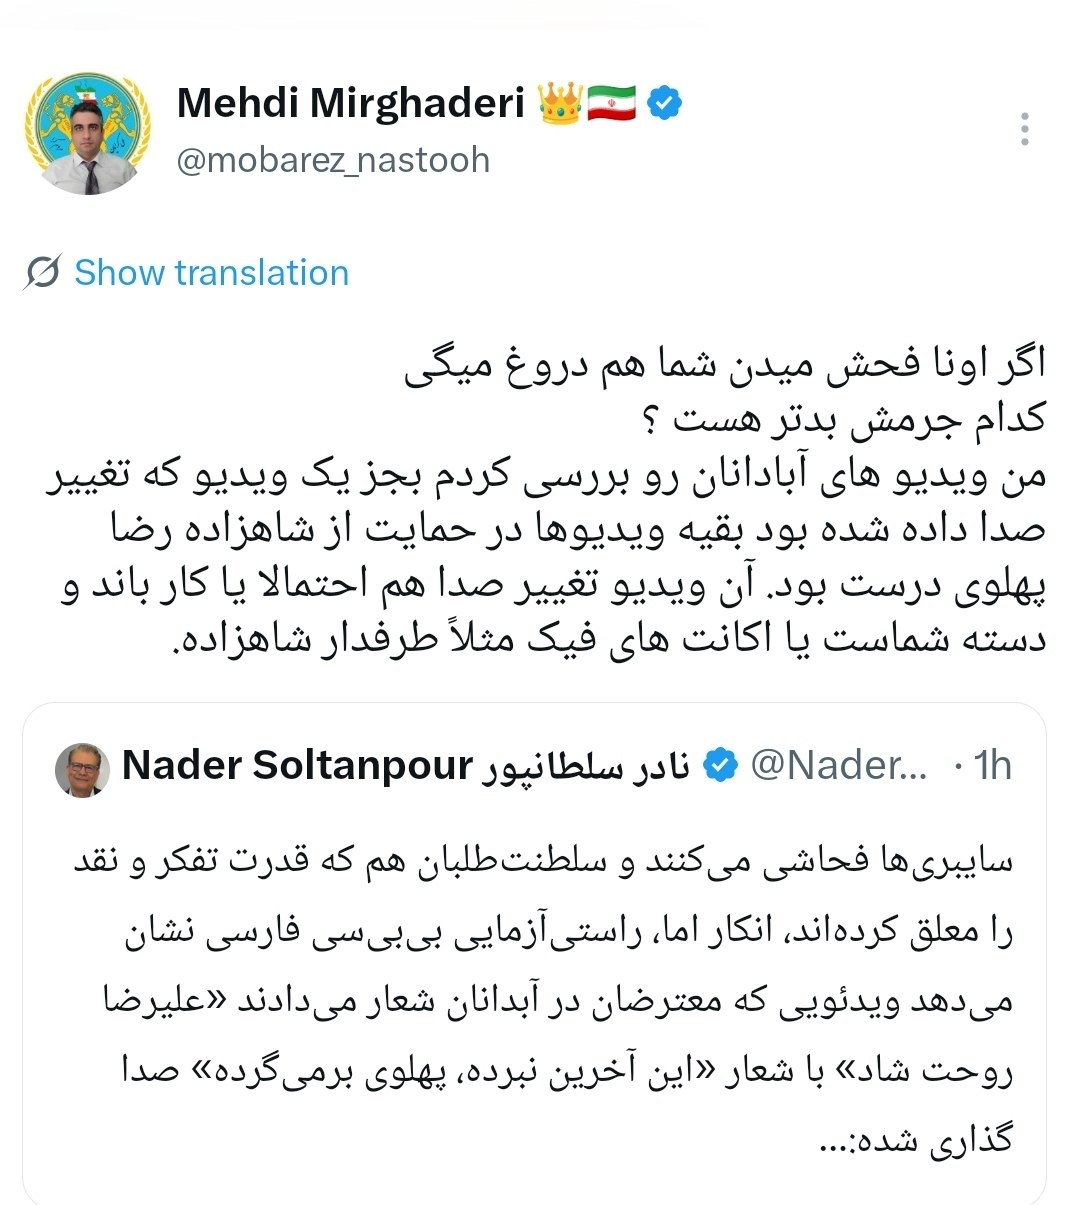 Mehdi Mirghaderi 👑🇮🇷
@mobarez_nastooh
Show translation
اگر اونا فحش میدن شما هم دروغ میگی
کدام جرمش بدتر هست ؟
من ویدیو های آبادانان رو بررسی کردم بجز یک ویدیو که تغییر
صدا داده شده بود بقیه ویدیوها در حمایت از شاهزاده رضا
پهلوی درست بود. آن ویدیو تغییر صدا هم احتمالا یا کار باند و
دسته شماست یا اکانت های فیک مثلاً طرفدار شاهزاده.
Nader Soltanpour نادر سلطانپور @Nader... · 1h
سایبری‌ها فحاشی می‌کنند و سلطنت‌طلبان هم که قدرت تفکر و نقد
را معلق کرده‌اند، انکار اما، راستی‌آزمایی بی‌بی‌سی فارسی نشان
می‌دهد ویدئویی که معترضان در آبدانان شعار می‌دادند «علیرضا
روحت شاد» با شعار «این آخرین نبرده، پهلوی برمی‌گرده» صدا
گذاری شده:...